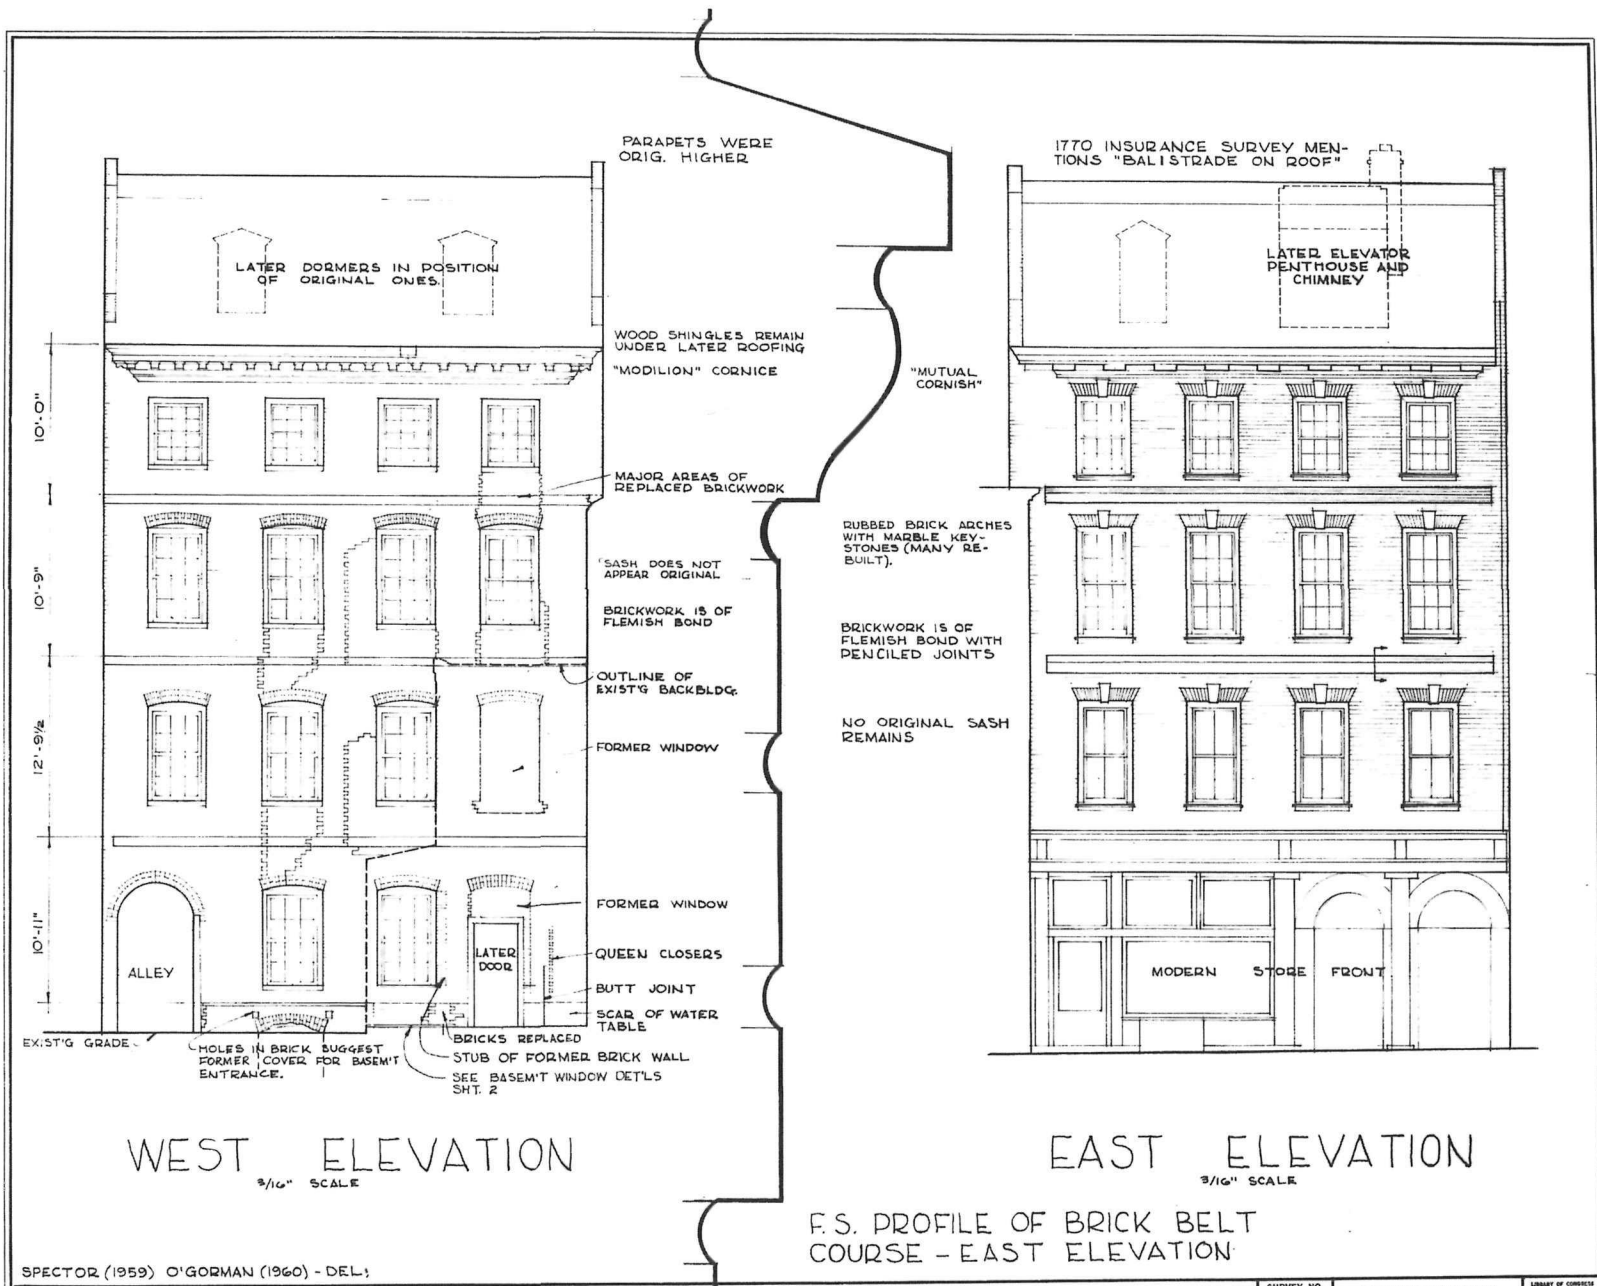 PARAPETS WERE
ORIG. HIGHER
1770 INSURANCE SURVEY MEN-
TIONS "BALISTRADE ON ROOF"
LATER DORMERS IN POSITION
OF ORIGINAL ONES.
LATER ELEVATOR
PENTHOUSE AND
CHIMNEY
WOOD SHINGLES REMAIN
UNDER LATER ROOFING
"MODILION" CORNICE
"MUTUAL
CORNISH"
10'-0"
MAJOR AREAS OF
REPLACED BRICKWORK
RUBBED BRICK ARCHES
WITH MARBLE KEY-
STONES (MANY RE-
BUILT).
10'-9"
SASH DOES NOT
APPEAR ORIGINAL
BRICKWORK IS OF
FLEMISH BOND
BRICKWORK IS OF
FLEMISH BOND WITH
PENCILED JOINTS
OUTLINE OF
EXIST'G BACKBLDG.
12'-9½
FORMER WINDOW
NO ORIGINAL SASH
REMAINS
10'-11"
FORMER WINDOW
ALLEY
LATER
DOOR
QUEEN CLOSERS
BUTT JOINT
SCAR OF WATER
TABLE
MODERN STORE FRONT
EXIST'G GRADE
HOLES IN BRICK SUGGEST
FORMER COVER FOR BASEM'T
ENTRANCE.
BRICKS REPLACED
STUB OF FORMER BRICK WALL
SEE BASEM'T WINDOW DET'LS
SHT. 2
WEST ELEVATION
3/16" SCALE
EAST ELEVATION
3/16" SCALE
F.S. PROFILE OF BRICK BELT
COURSE - EAST ELEVATION
SPECTOR (1959) O'GORMAN (1960) - DEL:
SURVEY NO.
LIBRARY OF CONGRESS